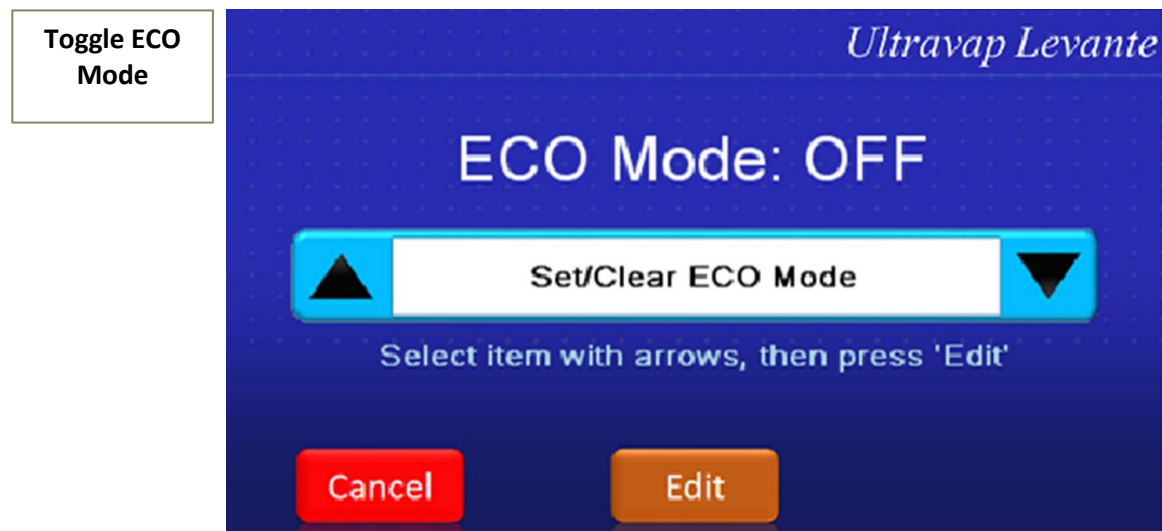 Toggle ECO
Mode
Ultravap Levante
ECO Mode: OFF
Set/Clear ECO Mode
Select item with arrows, then press 'Edit'
Cancel
Edit